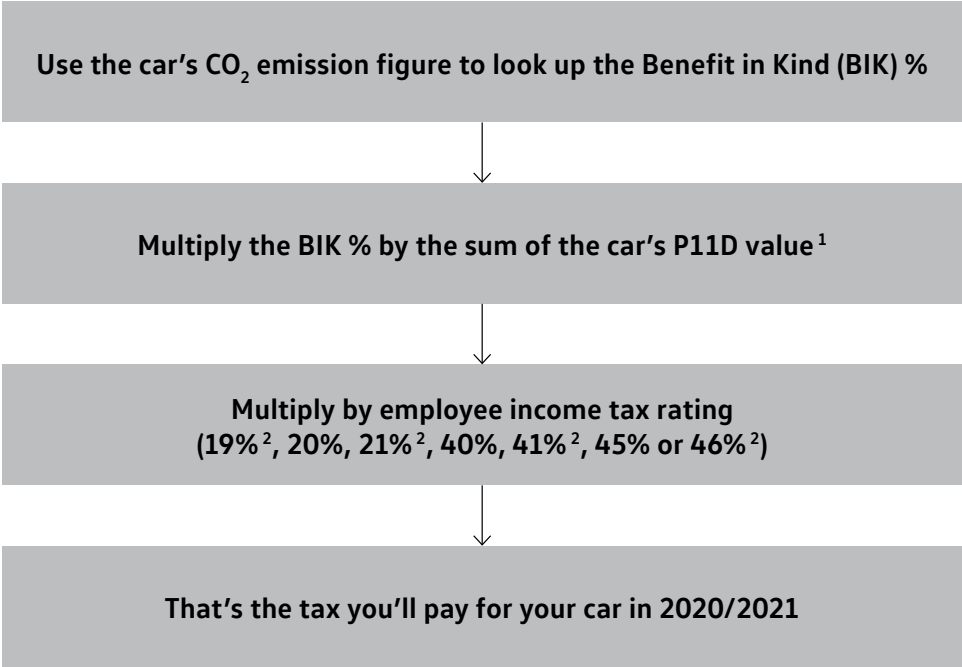 Use the car’s CO₂ emission figure to look up the Benefit in Kind (BIK) %
Multiply the BIK % by the sum of the car’s P11D value ¹
Multiply by employee income tax rating
(19% ², 20%, 21% ², 40%, 41% ², 45% or 46% ²)
That’s the tax you’ll pay for your car in 2020/2021